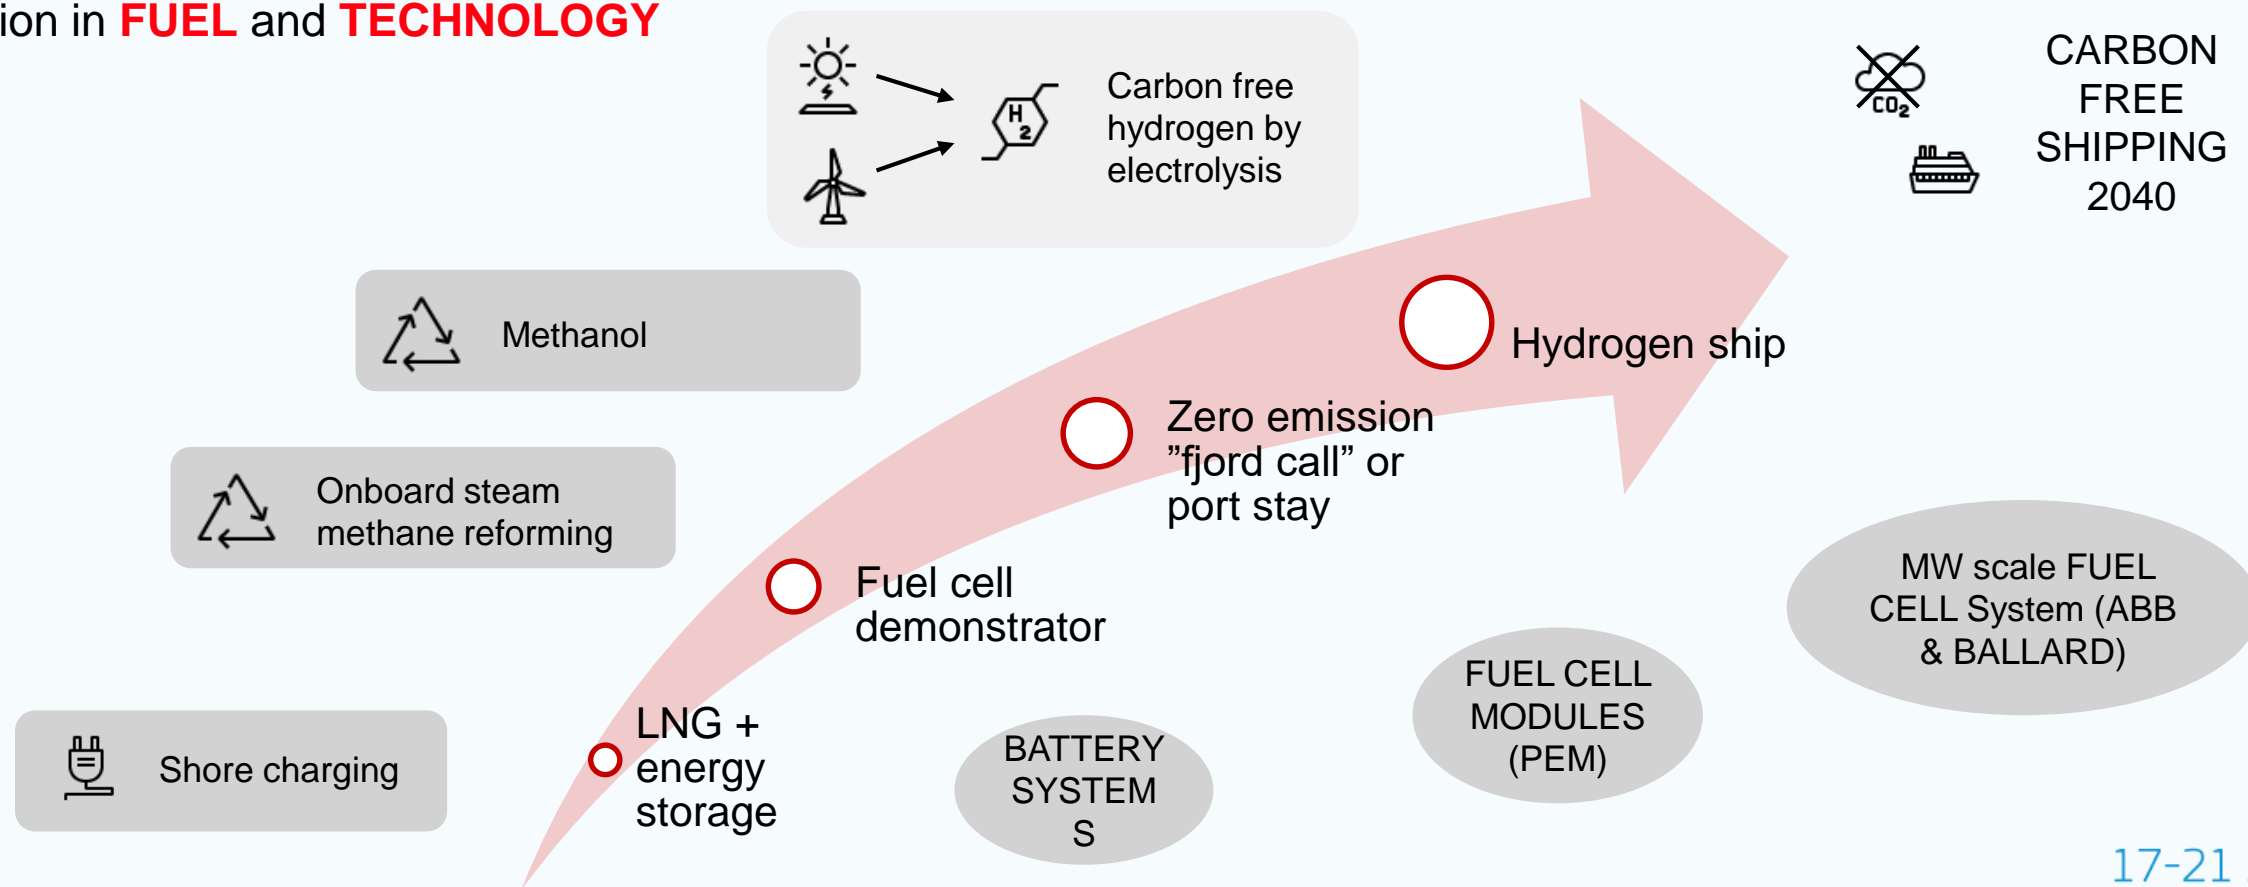 ion in FUEL and TECHNOLOGY
H
2
Carbon free
hydrogen by
electrolysis
CO2
CARBON
FREE
SHIPPING
2040
Methanol
Hydrogen ship
Zero emission
”fjord call” or
port stay
Onboard steam
methane reforming
Fuel cell
demonstrator
MW scale FUEL
CELL System (ABB
& BALLARD)
FUEL CELL
MODULES
(PEM)
Shore charging
LNG +
energy
storage
BATTERY
SYSTEM
S
17-21